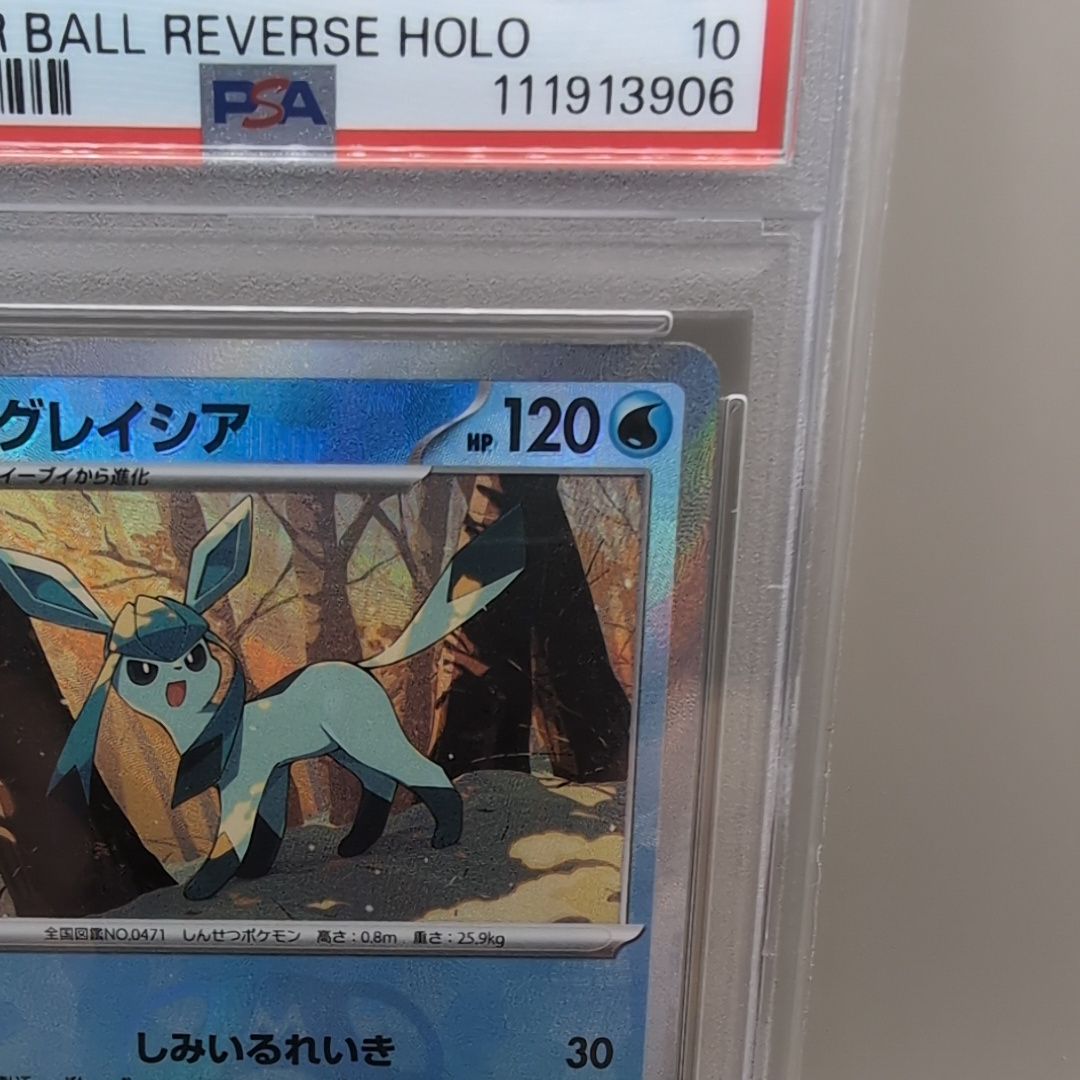 R BALL REVERSE HOLO 10
PSA 111913906
グレイシア HP 120
イーブイから進化
全国図鑑NO.0471 しんせつポケモン 高さ：0.8m 重さ：25.9kg
しみいるれいき 30